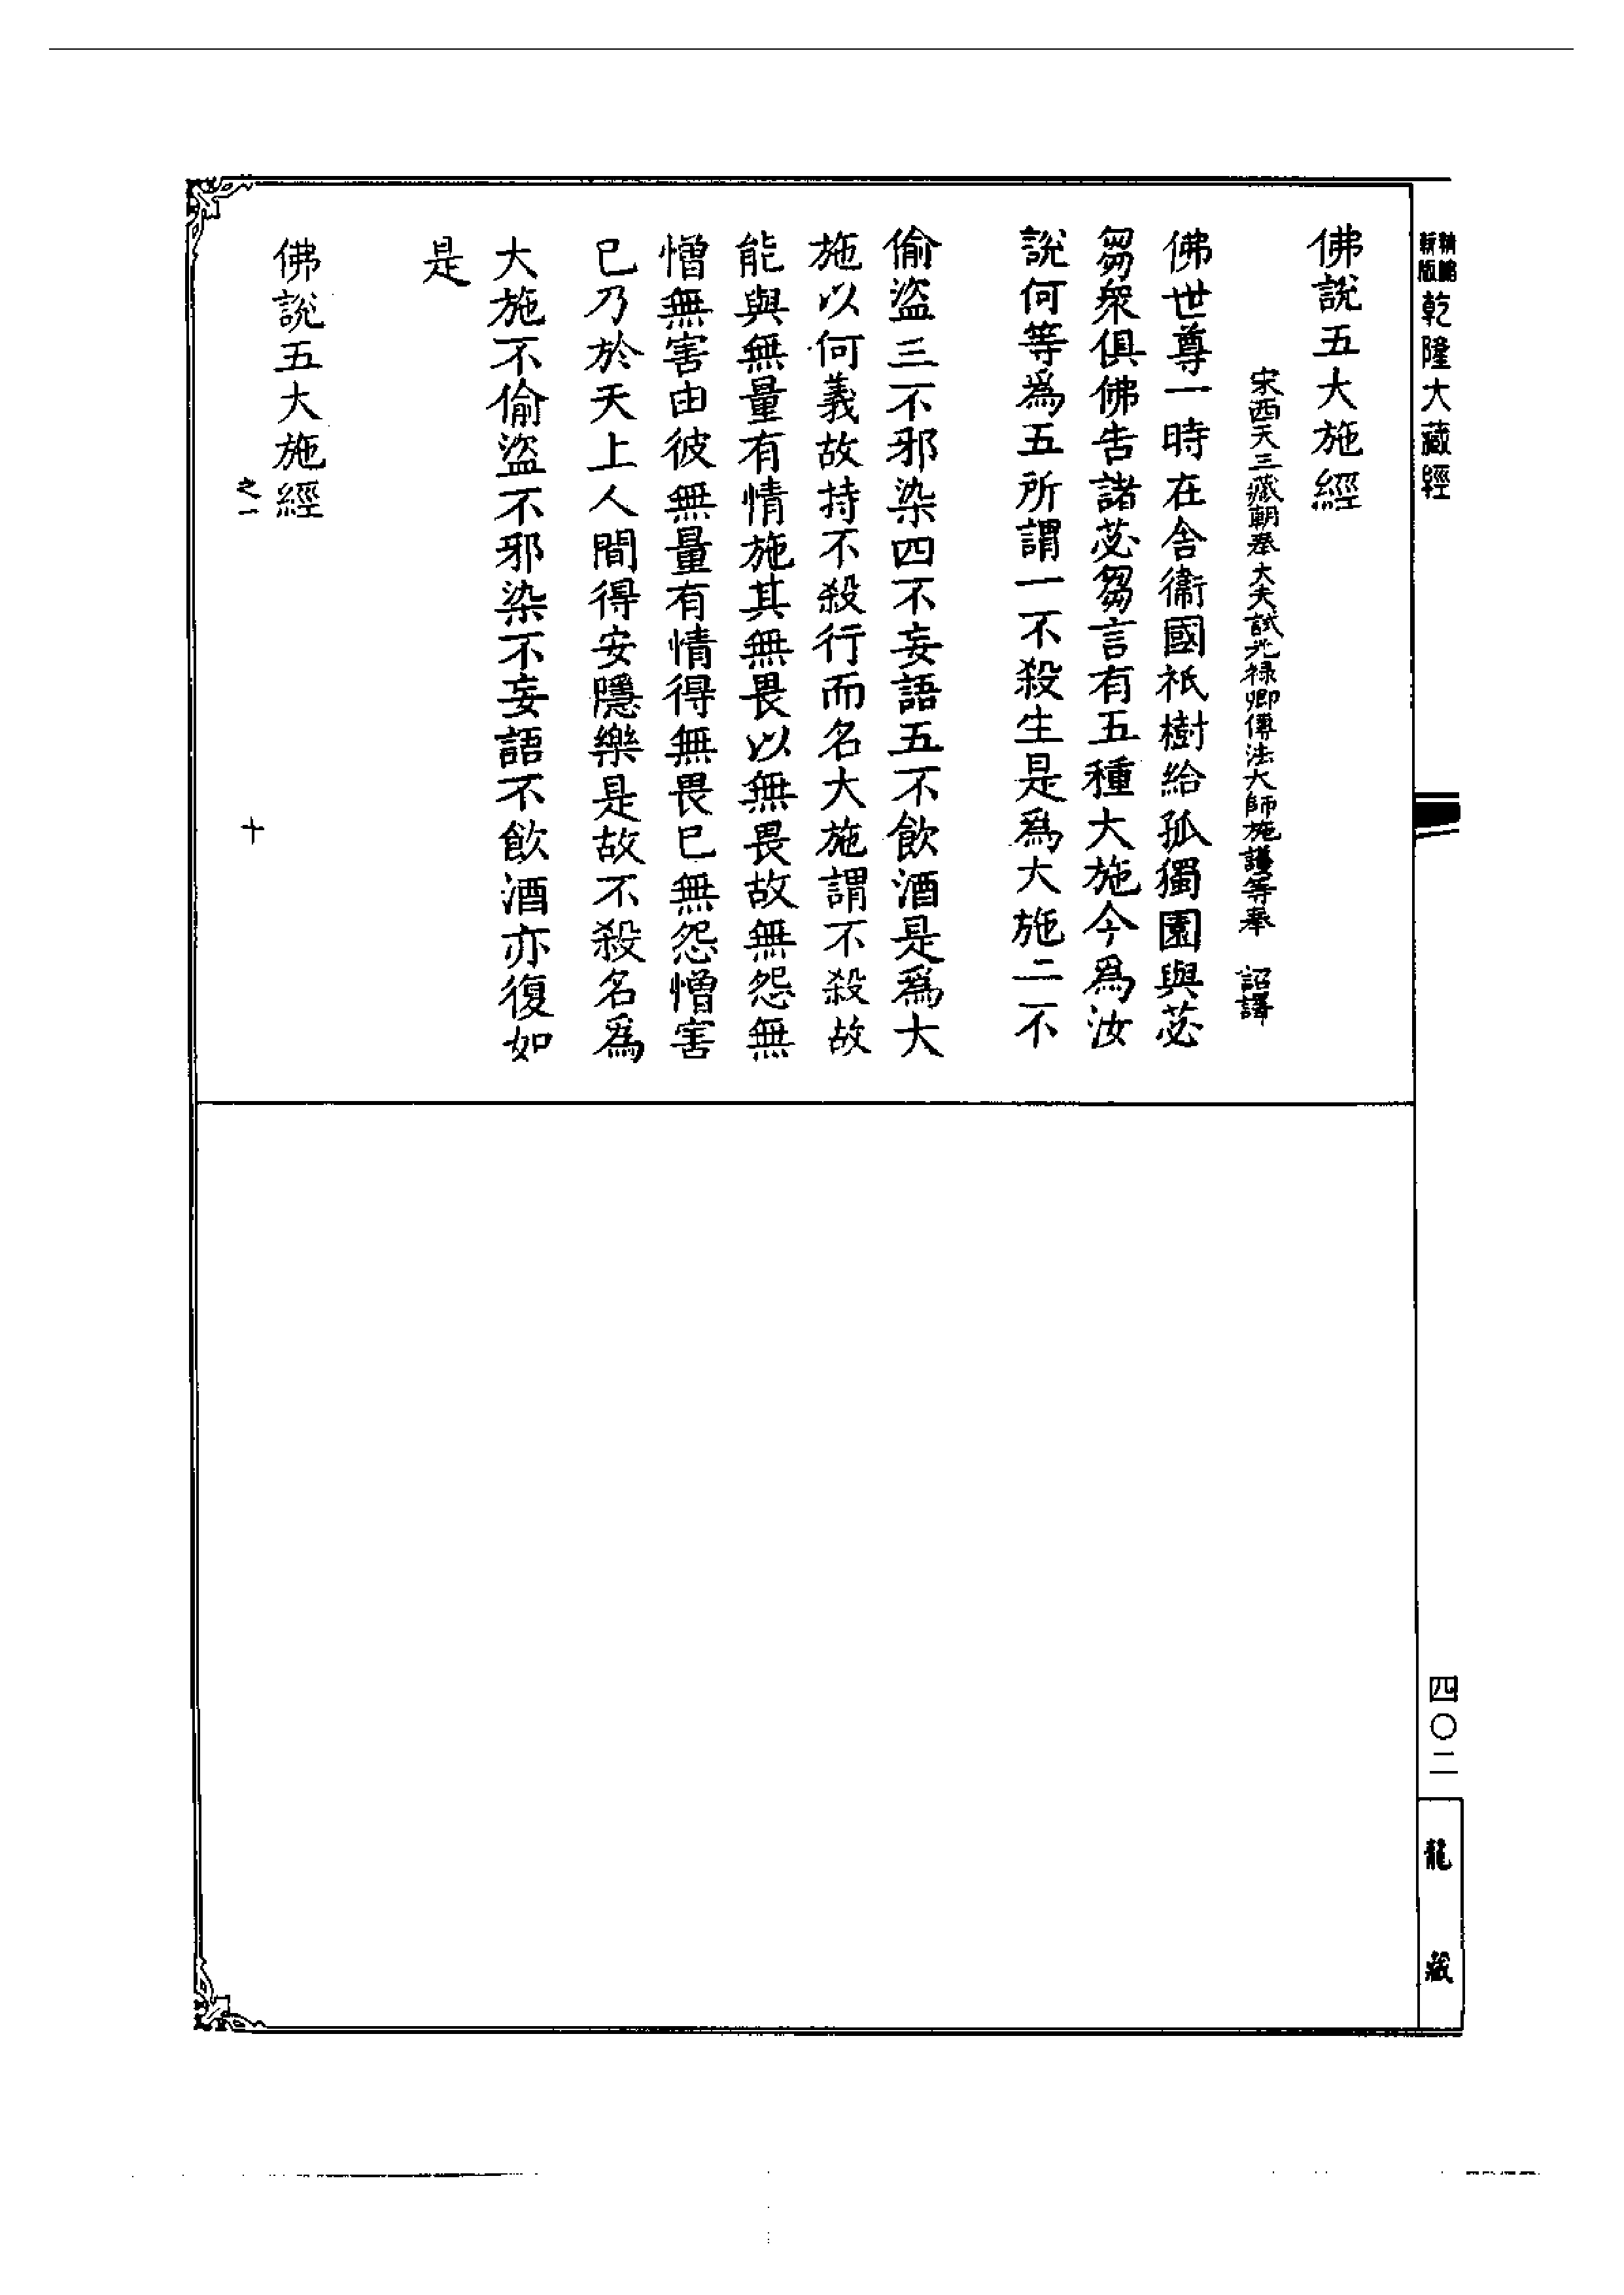 新版
精縮
乾隆大藏經
四〇二
龍藏
佛說五大施經
宋西天三藏朝奉大夫試光祿卿傳法大師施護等奉　詔譯
佛世尊一時在舍衞國祇樹給孤獨園與苾
芻衆俱佛告諸苾芻言有五種大施今爲汝
說何等爲五所謂一不殺生是爲大施二不
偷盜三不邪染四不妄語五不飲酒是爲大
施以何義故持不殺行而名大施謂不殺故
能與無量有情施其無畏以無畏故無怨無
憎無害由彼無量有情得無畏已無怨憎害
已乃於天上人間得安隱樂是故不殺名爲
大施不偷盜不邪染不妄語不飲酒亦復如
是
佛說五大施經
之一
十